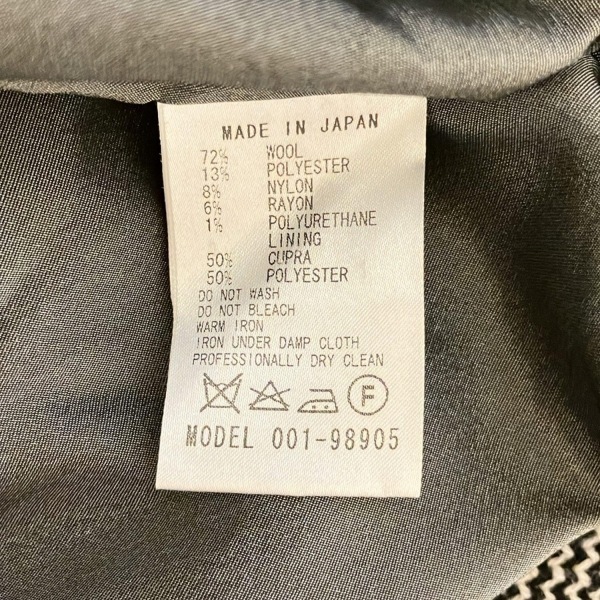 MADE IN JAPAN
72% WOOL
13% POLYESTER
8% NYLON
6% RAYON
1% POLYURETHANE
LINING
50% CUPRA
50% POLYESTER
DO NOT WASH
DO NOT BLEACH
WARM IRON
IRON UNDER DAMP CLOTH
PROFESSIONALLY DRY CLEAN
F
MODEL 001-98905